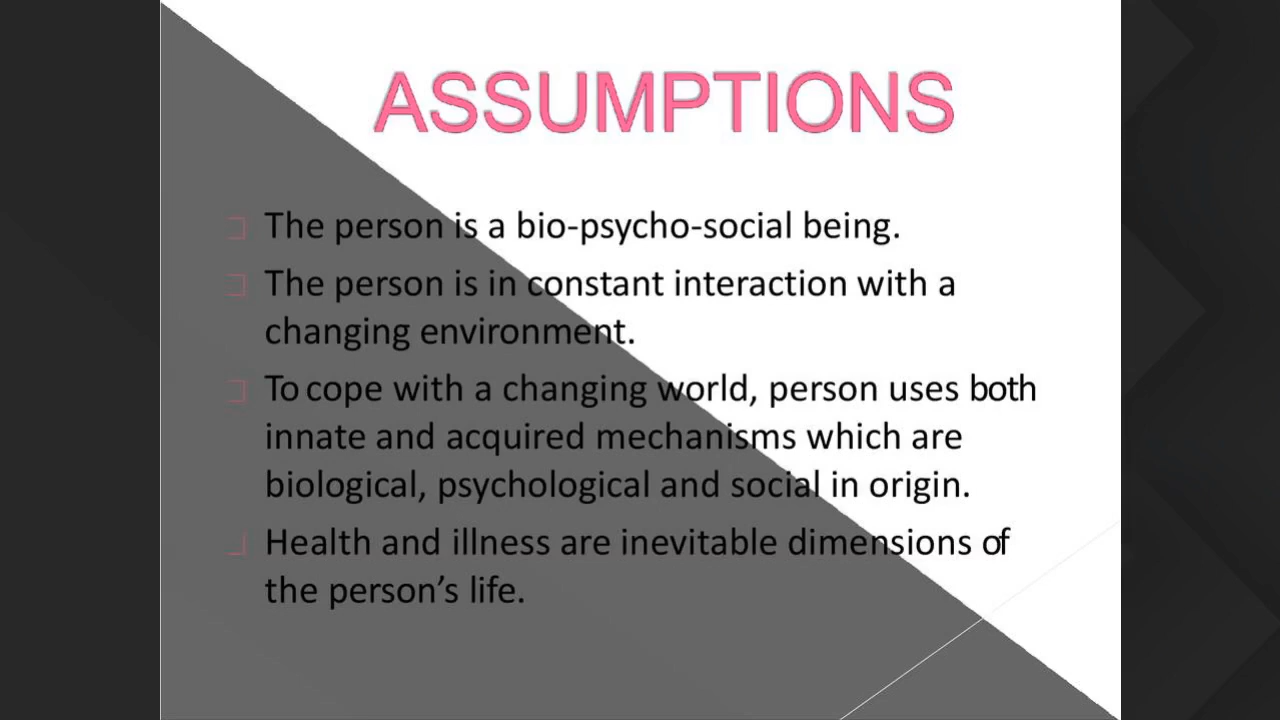 ASSUMPTIONS
The person is a bio-psycho-social being.
The person is in constant interaction with a
changing environment.
To cope with a changing world, person uses both
innate and acquired mechanisms which are
biological, psychological and social in origin.
Health and illness are inevitable dimensions of
the person’s life.